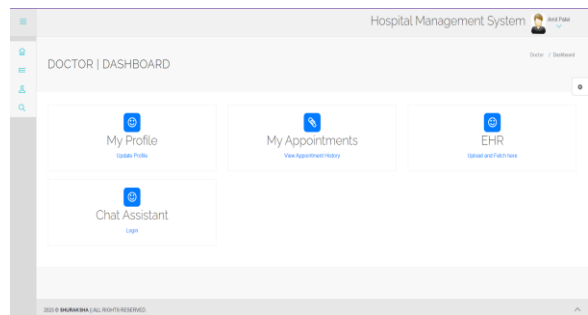 Hospital Management System
Amit Patel
DOCTOR | DASHBOARD
Doctor / Dashboard
My Profile
Update Profile
My Appointments
View Appointment History
EHR
Upload and Fetch here
Chat Assistant
Login
2023 © SHURAKSHA | ALL RIGHTS RESERVED.